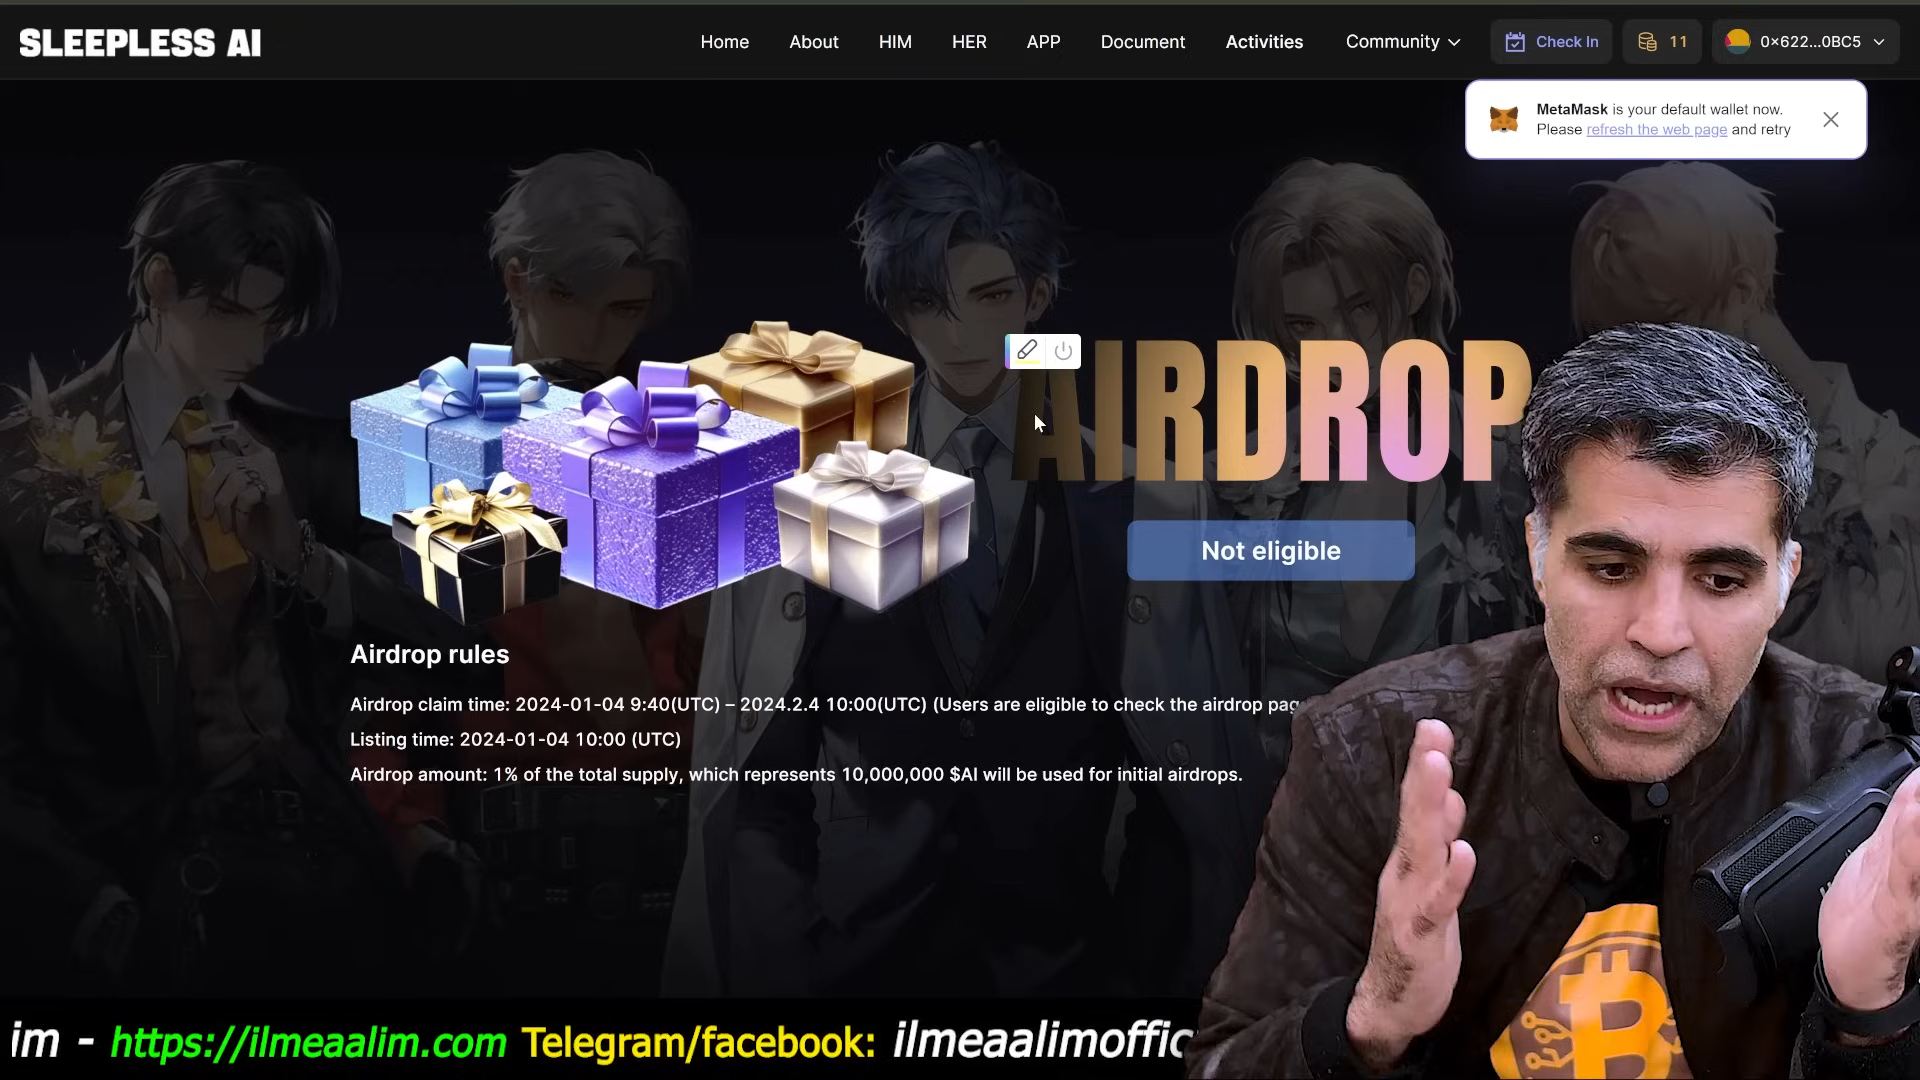 SLEEPLESS AI
Home About HIM HER APP Document Activities Community Check In 11 0×622...0BC5
MetaMask is your default wallet now.
Please refresh the web page and retry
AIRDROP
Not eligible
Airdrop rules
Airdrop claim time: 2024-01-04 9:40(UTC) – 2024.2.4 10:00(UTC) (Users are eligible to check the airdrop pag
Listing time: 2024-01-04 10:00 (UTC)
Airdrop amount: 1% of the total supply, which represents 10,000,000 $AI will be used for initial airdrops.
im - https://ilmeaalim.com Telegram/facebook: ilmeaalimoffic